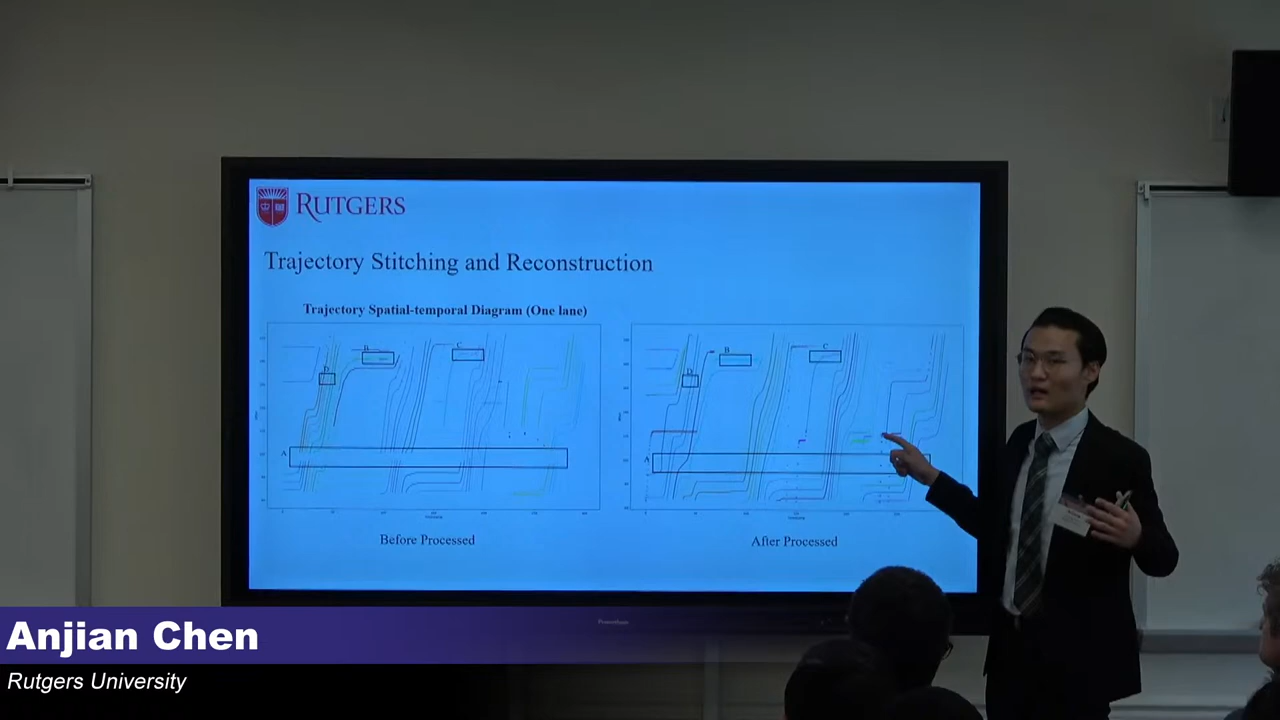 RUTGERS
Trajectory Stitching and Reconstruction
Trajectory Spatial-temporal Diagram (One lane)
B
C
D
A
B
C
D
A
Before Processed
After Processed
Anjian Chen
Rutgers University